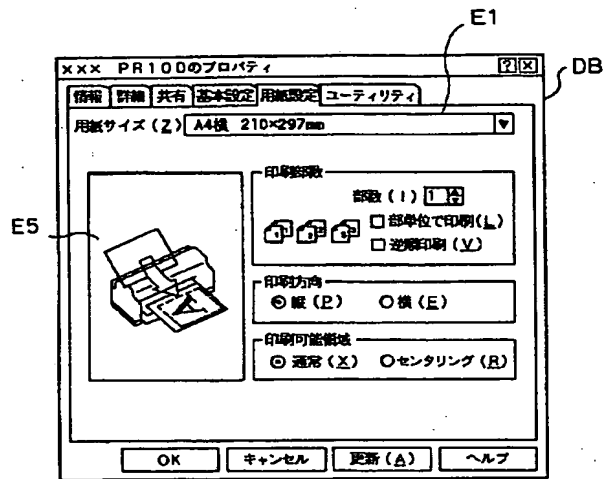 E1
××× PR100のプロパティ ? ×
DB
情報 詳細 共有 基本設定 用紙設定 ユーティリティ
用紙サイズ(Z) A4横 210×297mm ▼
E5
印刷部数
部数(I) 1
部単位で印刷(L)
逆順印刷(V)
印刷方向
縦(P) 横(E)
印刷可能領域
通常(X) センタリング(R)
A
OK キャンセル 更新(A) ヘルプ